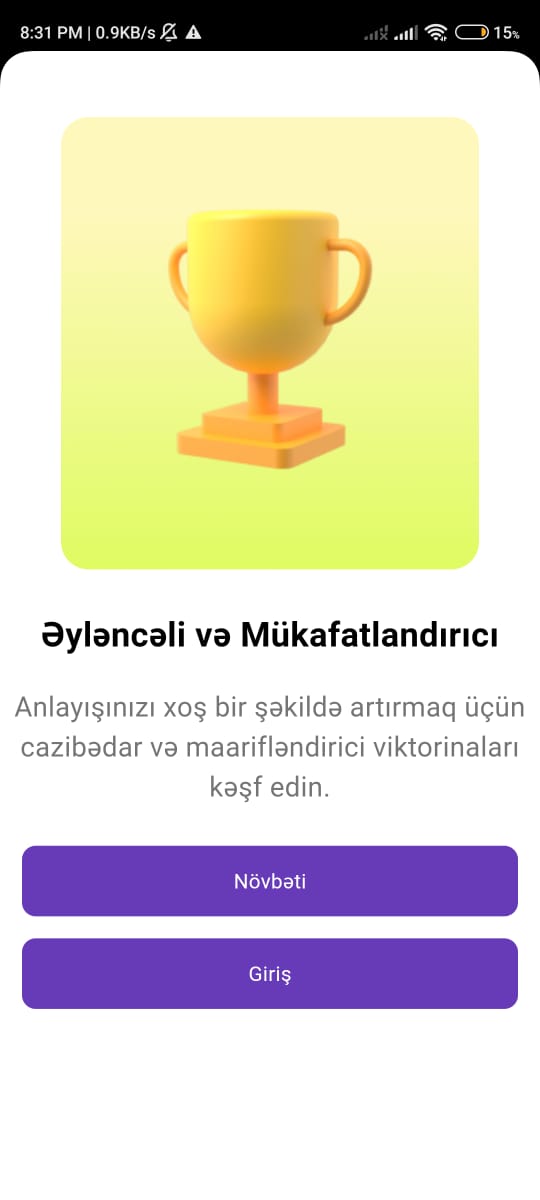 8:31 PM | 0.9KB/s 15%
Əyləncəli və Mükafatlandırıcı
Anlayışınızı xoş bir şəkildə artırmaq üçün
cazibədar və maarifləndirici viktorinaları
kəşf edin.
Növbəti
Giriş